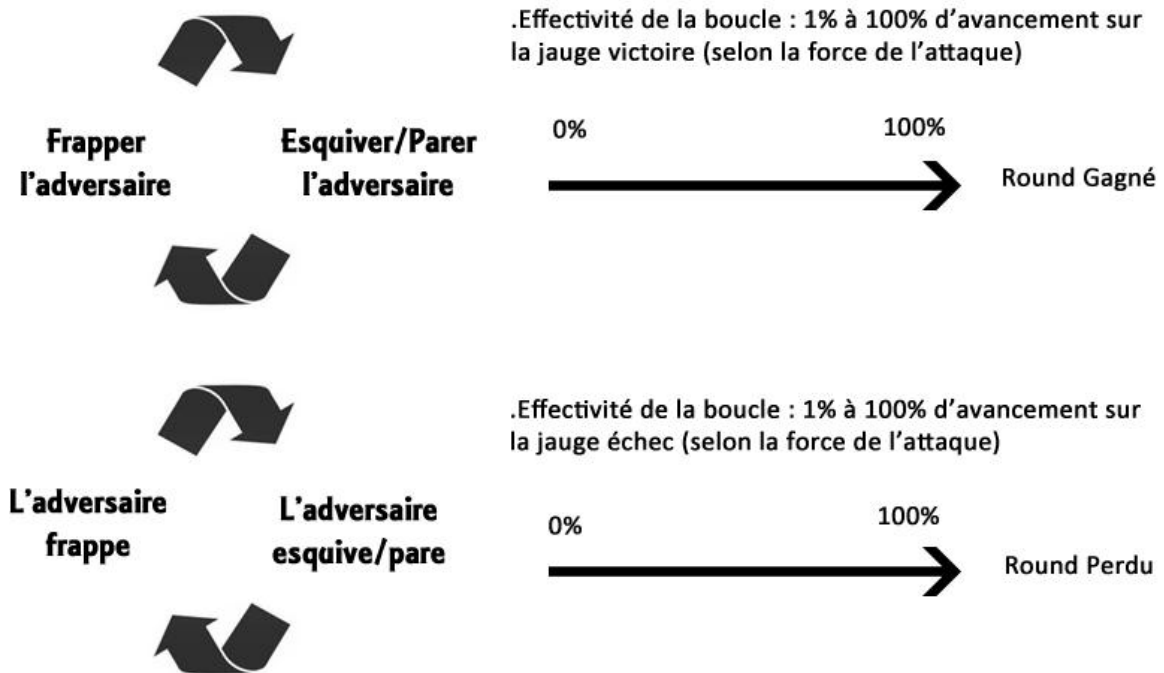 .Effectivité de la boucle : 1% à 100% d'avancement sur
la jauge victoire (selon la force de l'attaque)
Frapper
l'adversaire
Esquiver/Parer
l'adversaire
0%
100%
Round Gagné
.Effectivité de la boucle : 1% à 100% d'avancement sur
la jauge échec (selon la force de l'attaque)
L'adversaire
frappe
L'adversaire
esquive/pare
0%
100%
Round Perdu